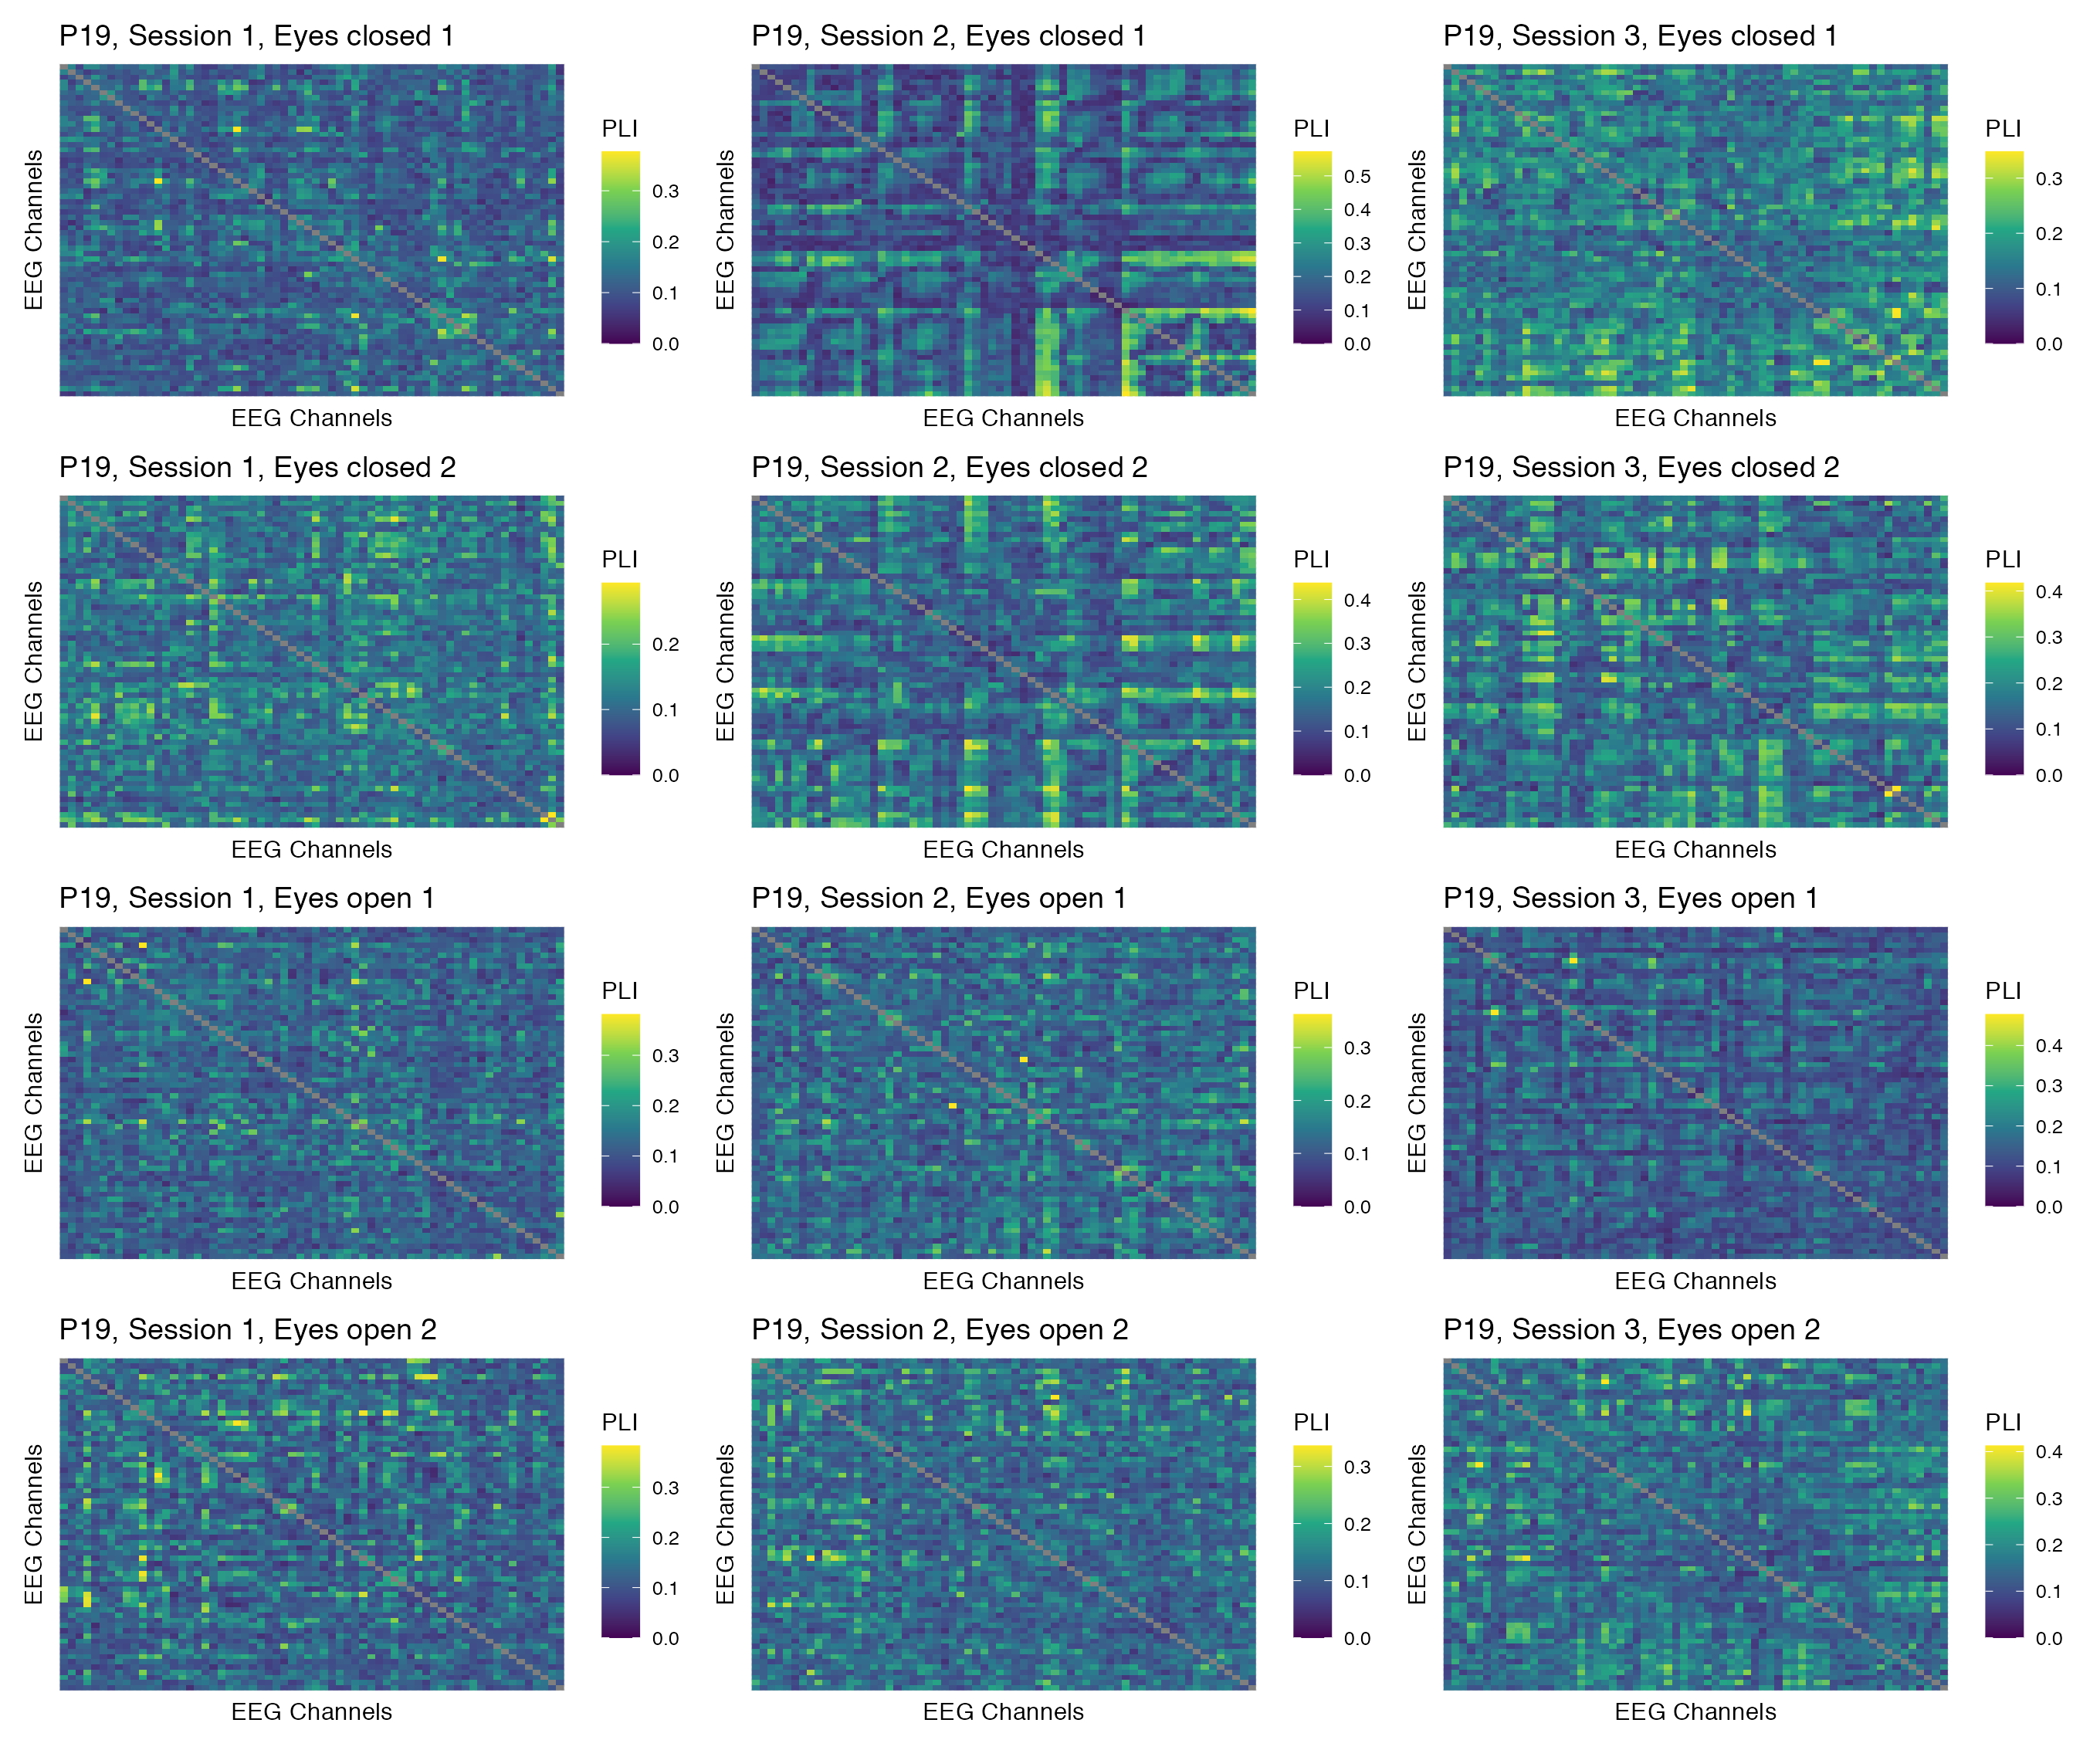 P19, Session 1, Eyes closed 1
P19, Session 2, Eyes closed 1
P19, Session 3, Eyes closed 1
EEG Channels
EEG Channels
PLI
0.3
0.2
0.1
0.0
EEG Channels
EEG Channels
PLI
0.5
0.4
0.3
0.2
0.1
0.0
EEG Channels
EEG Channels
PLI
0.3
0.2
0.1
0.0
P19, Session 1, Eyes closed 2
P19, Session 2, Eyes closed 2
P19, Session 3, Eyes closed 2
EEG Channels
EEG Channels
PLI
0.2
0.1
0.0
EEG Channels
EEG Channels
PLI
0.4
0.3
0.2
0.1
0.0
EEG Channels
EEG Channels
PLI
0.4
0.3
0.2
0.1
0.0
P19, Session 1, Eyes open 1
P19, Session 2, Eyes open 1
P19, Session 3, Eyes open 1
EEG Channels
EEG Channels
PLI
0.3
0.2
0.1
0.0
EEG Channels
EEG Channels
PLI
0.3
0.2
0.1
0.0
EEG Channels
EEG Channels
PLI
0.4
0.3
0.2
0.1
0.0
P19, Session 1, Eyes open 2
P19, Session 2, Eyes open 2
P19, Session 3, Eyes open 2
EEG Channels
EEG Channels
PLI
0.3
0.2
0.1
0.0
EEG Channels
EEG Channels
PLI
0.3
0.2
0.1
0.0
EEG Channels
EEG Channels
PLI
0.4
0.3
0.2
0.1
0.0